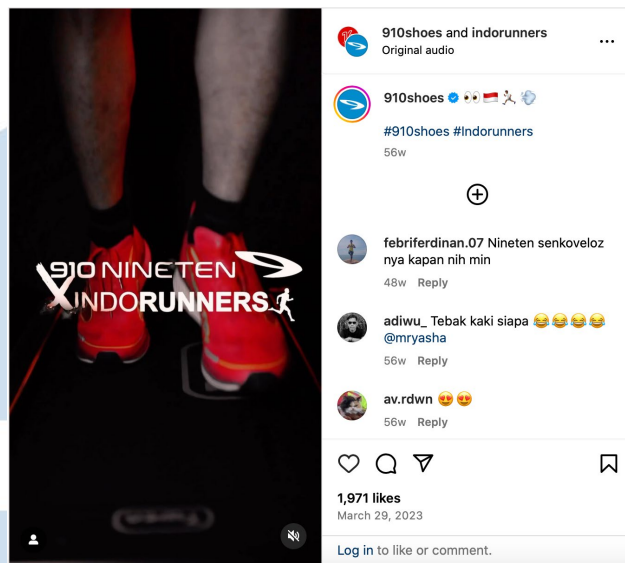 910 NINETEN
X INDORUNNERS
910shoes and indorunners
Original audio
910shoes 👀🇮🇩🏃🏻💨
#910shoes #Indorunners
56w
febriferdinan.07 Nineten senkoveloz
nya kapan nih min
48w Reply
adiwu_ Tebak kaki siapa 😂😂😂😂
@mryasha
56w Reply
av.rdwn 😍😍
56w Reply
1,971 likes
March 29, 2023
Log in to like or comment.